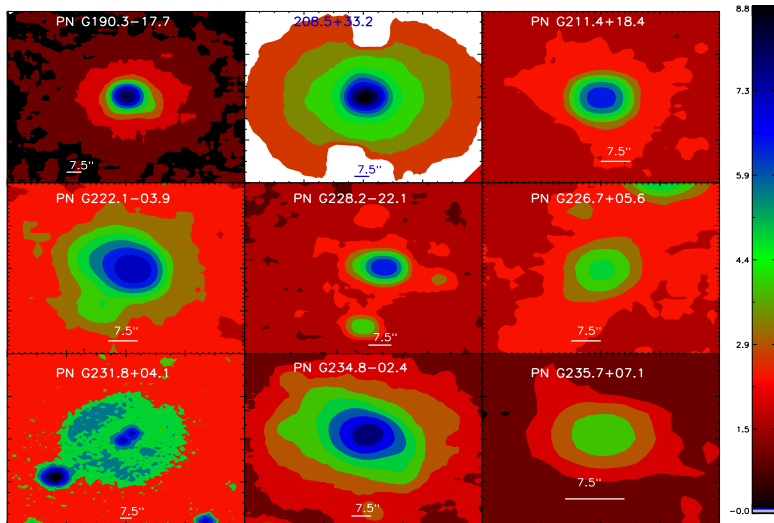 PN G190.3−17.7
208.5+33.2
PN G211.4+18.4
7.5''
7.5''
7.5''
PN G222.1−03.9
PN G228.2−22.1
PN G226.7+05.6
7.5''
7.5''
7.5''
PN G231.8+04.1
PN G234.8−02.4
PN G235.7+07.1
7.5''
7.5''
7.5''
8.8
7.3
5.9
4.4
2.9
1.5
−0.0